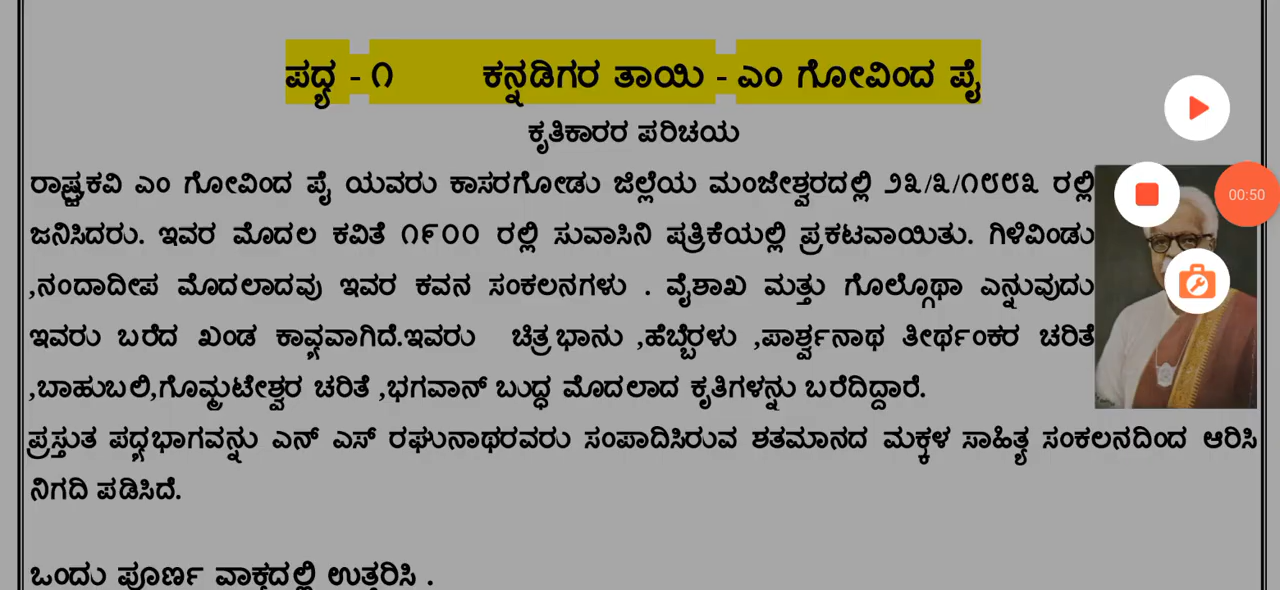 ಪದ್ಯ - ೧ ಕನ್ನಡಿಗರ ತಾಯಿ - ಎಂ ಗೋವಿಂದ ಪೈ
ಕೃತಿಕಾರರ ಪರಿಚಯ
ರಾಷ್ಟ್ರಕವಿ ಎಂ ಗೋವಿಂದ ಪೈ ಯವರು ಕಾಸರಗೋಡು ಜಿಲ್ಲೆಯ ಮಂಜೇಶ್ವರದಲ್ಲಿ ೨೩/೩/೧೮೮೩ ರಲ್ಲಿ
ಜನಿಸಿದರು. ಇವರ ಮೊದಲ ಕವಿತೆ ೧೯೦೦ ರಲ್ಲಿ ಸುವಾಸಿನಿ ಷತ್ರಿಕೆಯಲ್ಲಿ ಪ್ರಕಟವಾಯಿತು. ಗಿಳಿವಿಂಡು
,ನಂದಾದೀಪ ಮೊದಲಾದವು ಇವರ ಕವನ ಸಂಕಲನಗಳು . ವೈಶಾಖ ಮತ್ತು ಗೊಲ್ಗೊಥಾ ಎನ್ನುವುದು
ಇವರು ಬರೆದ ಖಂಡ ಕಾವ್ಯವಾಗಿದೆ.ಇವರು ಚಿತ್ರಭಾನು ,ಹೆಬ್ಬೆರಳು ,ಪಾರ್ಶ್ವನಾಥ ತೀರ್ಥಂಕರ ಚರಿತೆ
,ಬಾಹುಬಲಿ,ಗೊಮ್ಮಟೇಶ್ವರ ಚರಿತೆ ,ಭಗವಾನ್ ಬುದ್ಧ ಮೊದಲಾದ ಕೃತಿಗಳನ್ನು ಬರೆದಿದ್ದಾರೆ.
ಪ್ರಸ್ತುತ ಪದ್ಯಭಾಗವನ್ನು ಎನ್ ಎಸ್ ರಘುನಾಥರವರು ಸಂಪಾದಿಸಿರುವ ಶತಮಾನದ ಮಕ್ಕಳ ಸಾಹಿತ್ಯ ಸಂಕಲನದಿಂದ ಆರಿಸಿ
ನಿಗದಿ ಪಡಿಸಿದೆ.
ಒಂದು ಪೂರ್ಣ ವಾಕ್ಯದಲ್ಲಿ ಉತ್ತರಿಸಿ .
00:50